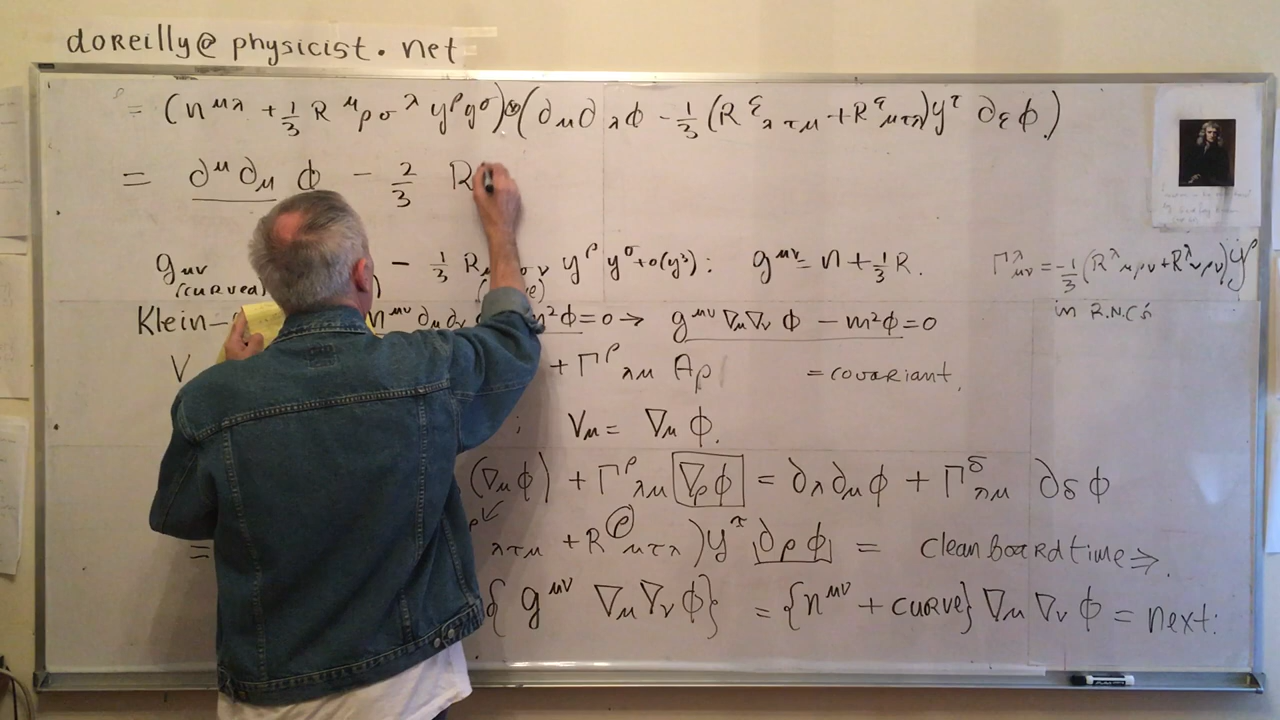 doreilly@physicist.net
= (η^{μλ} + 1/3 R^μ_{ρσ}^λ y^ρ y^σ)⊗(∂_μ ∂_λ φ - 1/3 (R^ε_{λτμ} + R^ε_{μτλ}) y^τ ∂_ε φ)
= ∂^μ ∂_μ φ - 2/3 R
g_{μν} - 1/3 R_μ y^ρ y^σ + o(y^3) : g^{μν} = η + 1/3 R. Γ^λ_{μν} = -1/3 (R^λ_{μρν} + R^λ_{νρμ}) y^ρ
(curved) in R.N.C's
Klein- η^{μν} ∂_μ ∂_ν m^2 φ = 0 → g^{μν} ∇_μ ∇_ν φ - m^2 φ = 0
V + Γ^ρ_{λμ} A_ρ = covariant.
; V_μ = ∇_μ φ.
(∇_μ φ) + Γ^ρ_{λμ} ∇_ρ φ = ∂_λ ∂_μ φ + Γ^δ_{λμ} ∂_δ φ
= λτμ + R^ρ_{μτλ}) y^τ ∂_ρ φ = clean board time ⇒.
{ g^{μν} ∇_μ ∇_ν φ} = {η^{μν} + curve} ∇_μ ∇_ν φ = next: